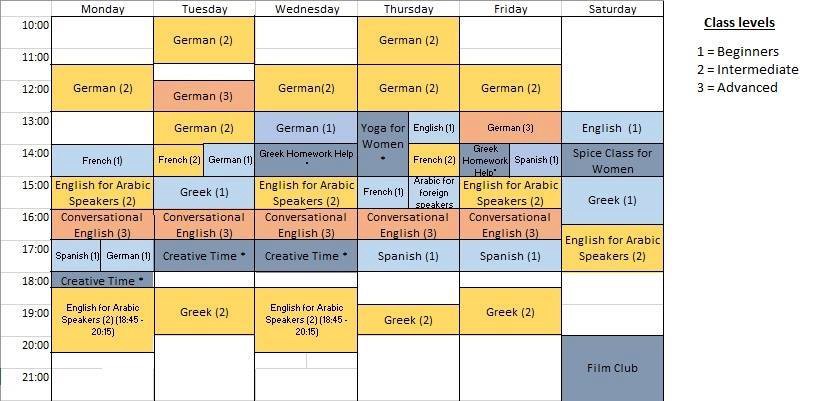 Monday Tuesday Wednesday Thursday Friday Saturday
Class levels
1 = Beginners
2 = Intermediate
3 = Advanced
10:00
German (2) German (2)
11:00
12:00
German (2) German (3) German(2) German (2) German (2)
13:00
German (2) German (1) Yoga for
Women
*
English (1) German (3) English (1)
14:00
French (1) French (2) German (1) Greek Homework Help
*
French (2) Greek
Homework
Help*
Spanish (1) Spice Class for
Women
15:00
English for Arabic
Speakers (2)
Greek (1)
English for Arabic
Speakers (2)
French (1)
Arabic for
foreign
speakers
English for Arabic
Speakers (2)
Greek (1)
16:00
Conversational
English (3)
Conversational
English (3)
Conversational
English (3)
Conversational
English (3)
Conversational
English (3)
English for Arabic
Speakers (2)
17:00
Spanish (1) German (1) Creative Time * Creative Time * Spanish (1) Spanish (1)
18:00
Creative Time *
19:00
English for Arabic
Speakers (2) (18:45 -
20:15)
Greek (2)
English for Arabic
Speakers (2) (18:45 -
20:15)
Greek (2)
Greek (2)
20:00
21:00
Film Club